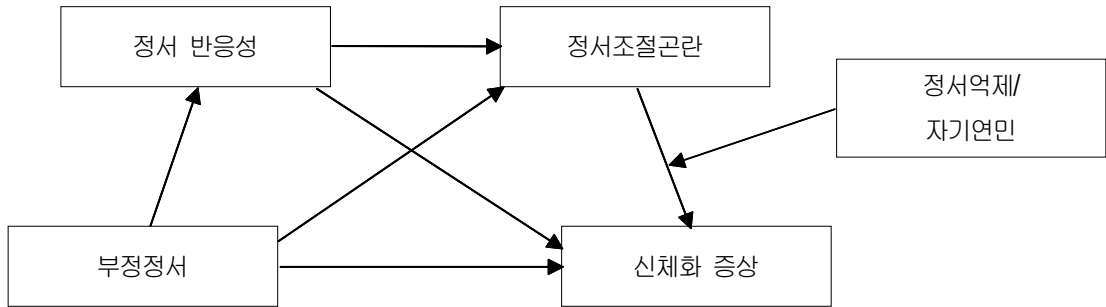 정서 반응성
정서조절곤란
정서억제/
자기연민
부정정서
신체화 증상